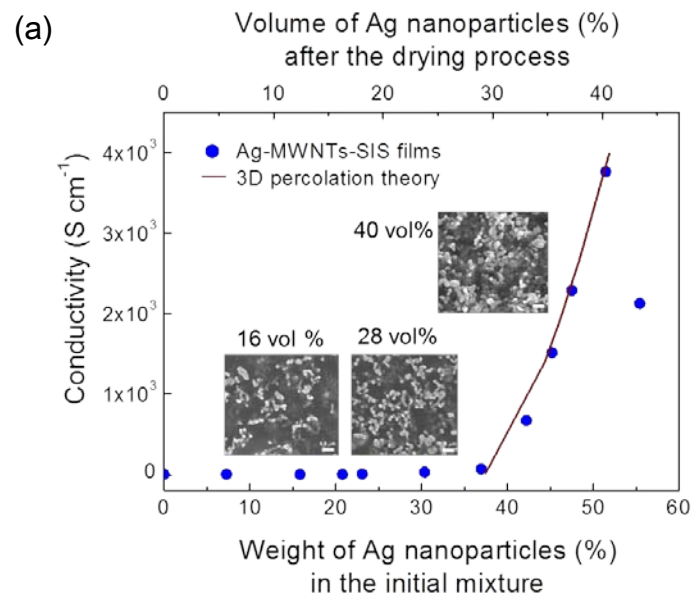 (a)
Volume of Ag nanoparticles (%)
after the drying process
0 10 20 30 40
Conductivity (S cm⁻¹)
4x10³
3x10³
2x10³
1x10³
0
Ag-MWNTs-SIS films
3D percolation theory
40 vol%
16 vol %
28 vol%
0 10 20 30 40 50 60
Weight of Ag nanoparticles (%)
in the initial mixture